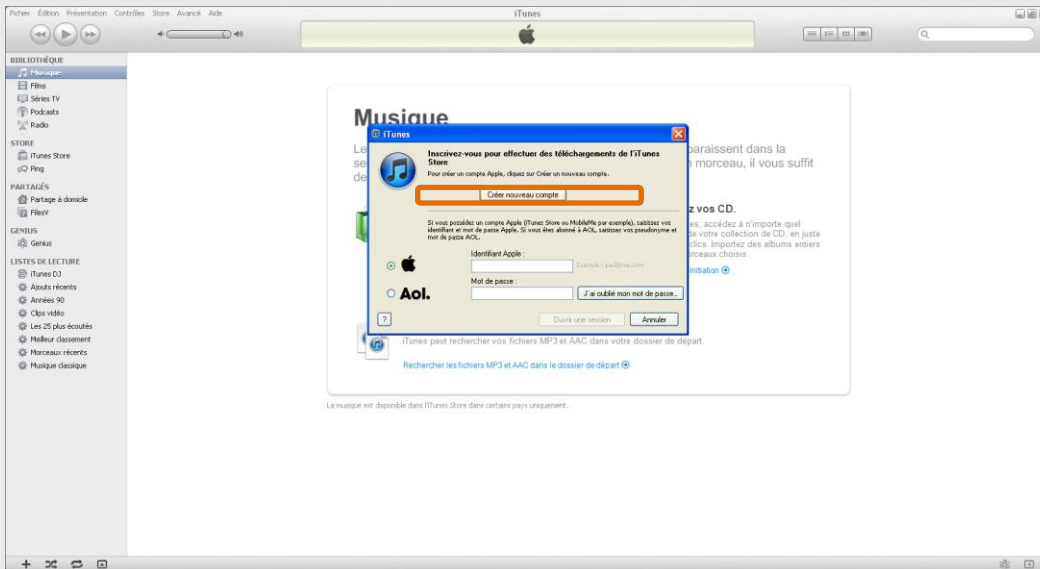 Fichier Édition Présentation Contrôles Store Avancé Aide
iTunes
BIBLIOTHÈQUE
Musique
Films
Séries TV
Podcasts
Radio
STORE
iTunes Store
Ping
PARTAGÉS
Partage à domicile
FilesV
GENIUS
Genius
LISTES DE LECTURE
iTunes DJ
Ajouts récents
Années 90
Clips vidéo
Les 25 plus écoutés
Meilleur classement
Morceaux récents
Musique classique
Musique
paraissent dans la
morceau, il vous suffit
iTunes
Inscrivez-vous pour effectuer des téléchargements de l'iTunes
Store
Pour créer un compte Apple, cliquez sur Créer un nouveau compte.
Créer nouveau compte
Si vous possédez un compte Apple (iTunes Store ou MobileMe par exemple), saisissez vos
identifiant et mot de passe Apple. Si vous êtes abonné à AOL, saisissez vos pseudonyme et
mot de passe AOL.
Identifiant Apple :
Exemple : paul@me.com
Mot de passe :
Aol.
J'ai oublié mon mot de passe..
? Ouvrir une session Annuler
z vos CD.
es, accédez à n'importe quel
de votre collection de CD, en juste
clics. Importez des albums entiers
orceaux choisis.
initiation
iTunes peut rechercher vos fichiers MP3 et AAC dans votre dossier de départ.
Rechercher les fichiers MP3 et AAC dans le dossier de départ
La musique est disponible dans l'iTunes Store dans certains pays uniquement.